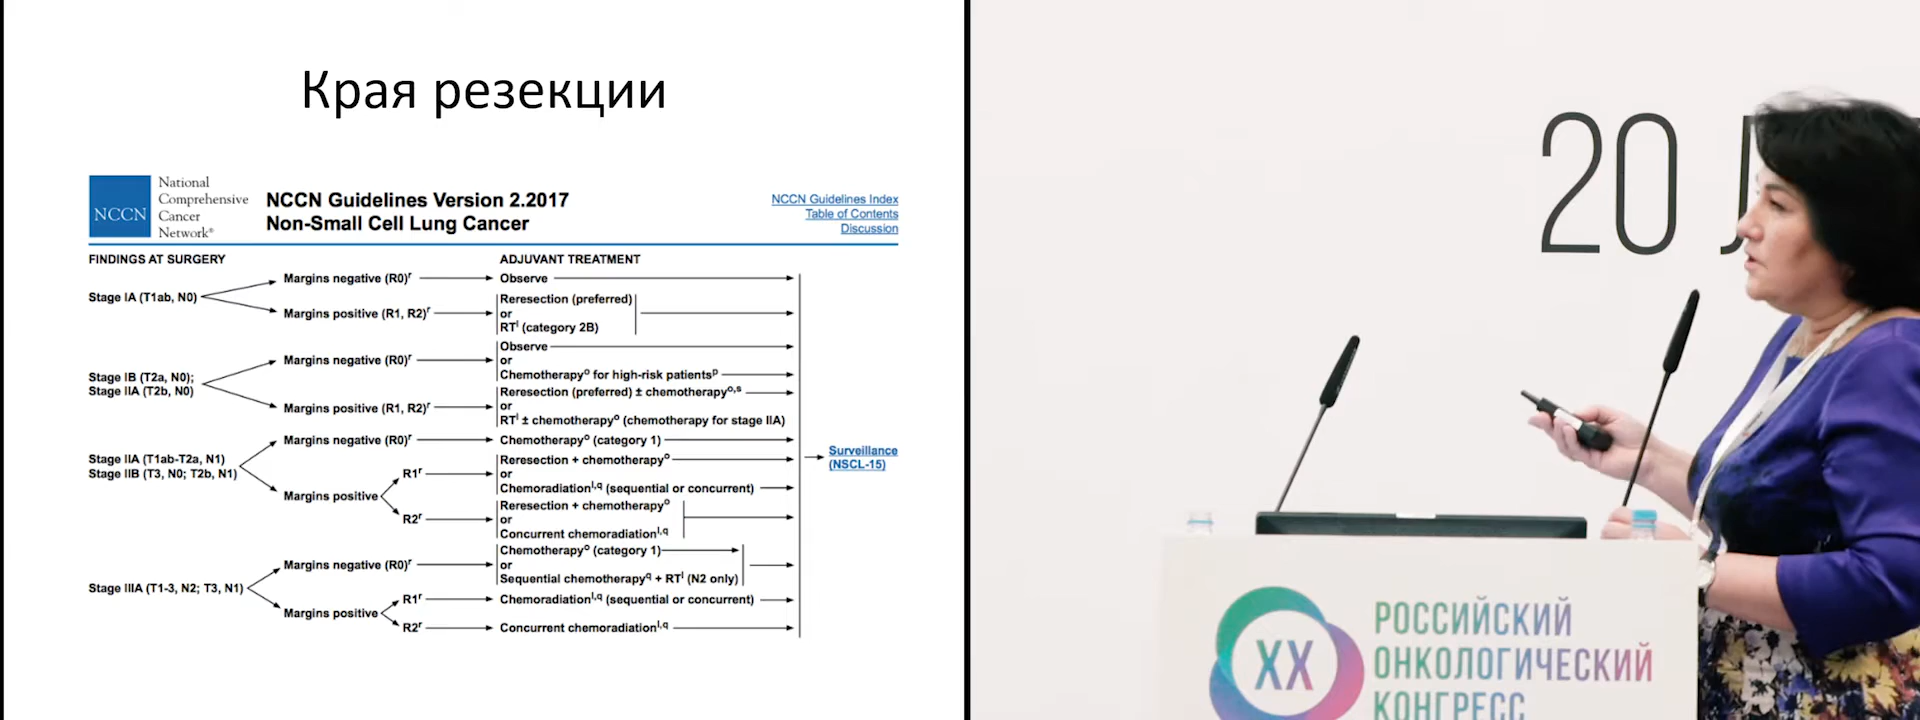 Края резекции
NCCN
National
Comprehensive
Cancer
Network®
NCCN Guidelines Version 2.2017
Non-Small Cell Lung Cancer
NCCN Guidelines Index
Table of Contents
Discussion
FINDINGS AT SURGERY
ADJUVANT TREATMENT
Stage IA (T1ab, N0)
Margins negative (R0)r
Observe
Margins positive (R1, R2)r
Reresection (preferred)
or
RTl (category 2B)
Stage IB (T2a, N0);
Stage IIA (T2b, N0)
Margins negative (R0)r
Observe
or
Chemotherapyo for high-risk patientsp
Margins positive (R1, R2)r
Reresection (preferred) ± chemotherapyo,s
or
RTl ± chemotherapyo (chemotherapy for stage IIA)
Stage IIA (T1ab-T2a, N1)
Stage IIB (T3, N0; T2b, N1)
Margins negative (R0)r
Chemotherapyo (category 1)
Margins positive
R1r
Reresection + chemotherapyo
or
Chemoradiationl,q (sequential or concurrent)
R2r
Reresection + chemotherapyo
or
Concurrent chemoradiationl,q
Stage IIIA (T1-3, N2; T3, N1)
Margins negative (R0)r
Chemotherapyo (category 1)
or
Sequential chemotherapyq + RTl (N2 only)
Margins positive
R1r
Chemoradiationl,q (sequential or concurrent)
R2r
Concurrent chemoradiationl,q
Surveillance
(NSCL-15)
20 Л
XX
РОССИЙСКИЙ
ОНКОЛОГИЧЕСКИЙ
КОНГРЕСС